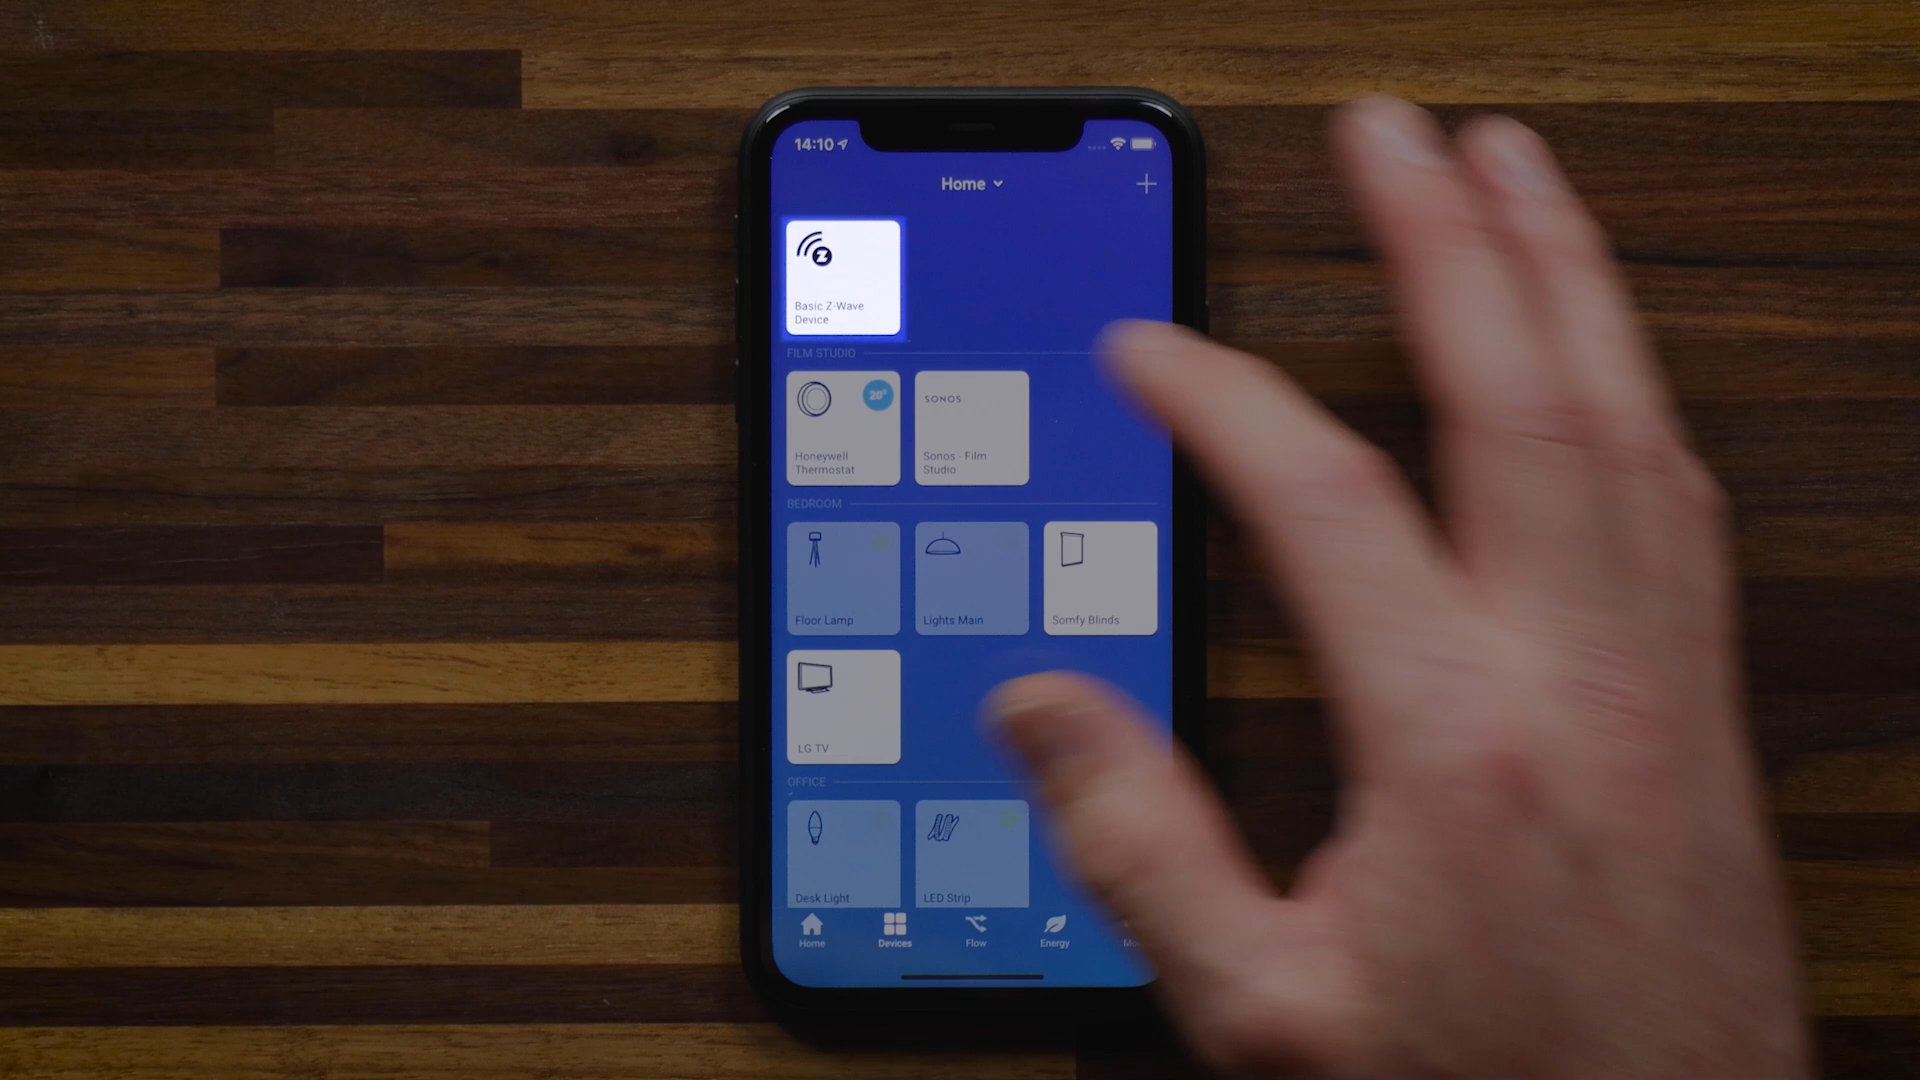 14:10
Home
Z
Basic Z-Wave
Device
FILM STUDIO
20°
SONOS
Honeywell
Thermostat
Sonos - Film
Studio
BEDROOM
Floor Lamp
Lights Main
Somfy Blinds
LG TV
OFFICE
Desk Light
LED Strip
Home
Devices
Flow
Energy